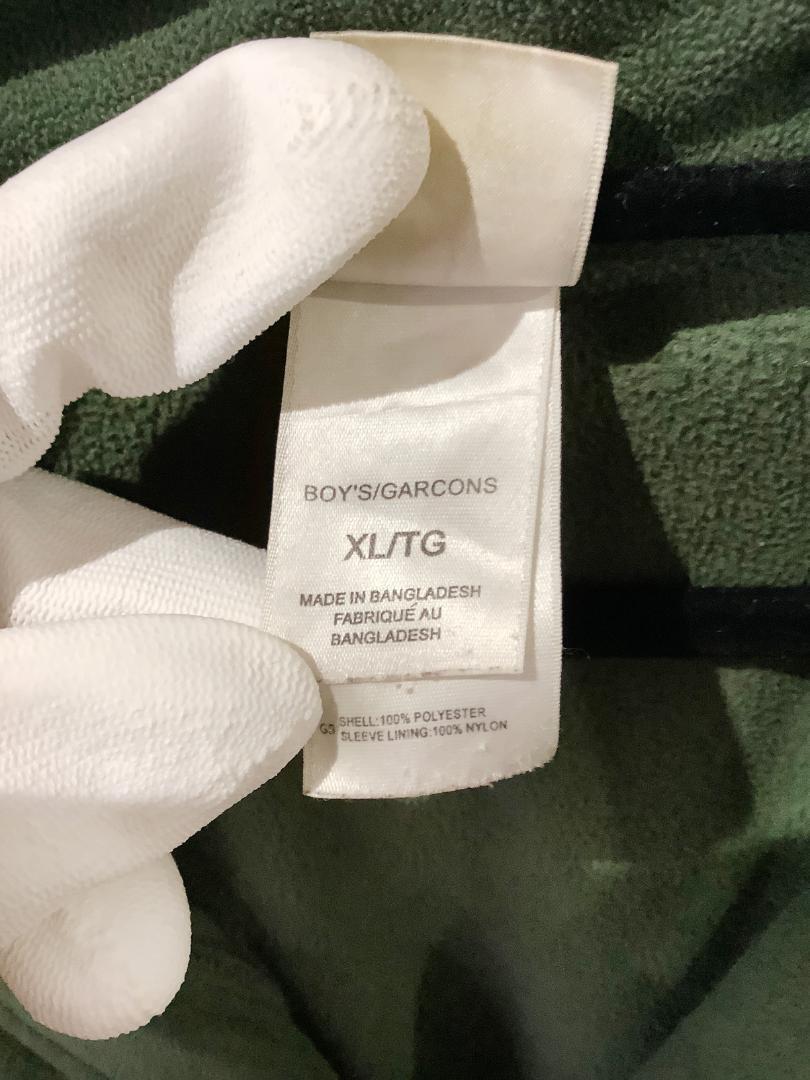 BOY'S/GARCONS
XL/TG
MADE IN BANGLADESH
FABRIQUÉ AU
BANGLADESH
SHELL:100% POLYESTER
SLEEVE LINING:100% NYLON